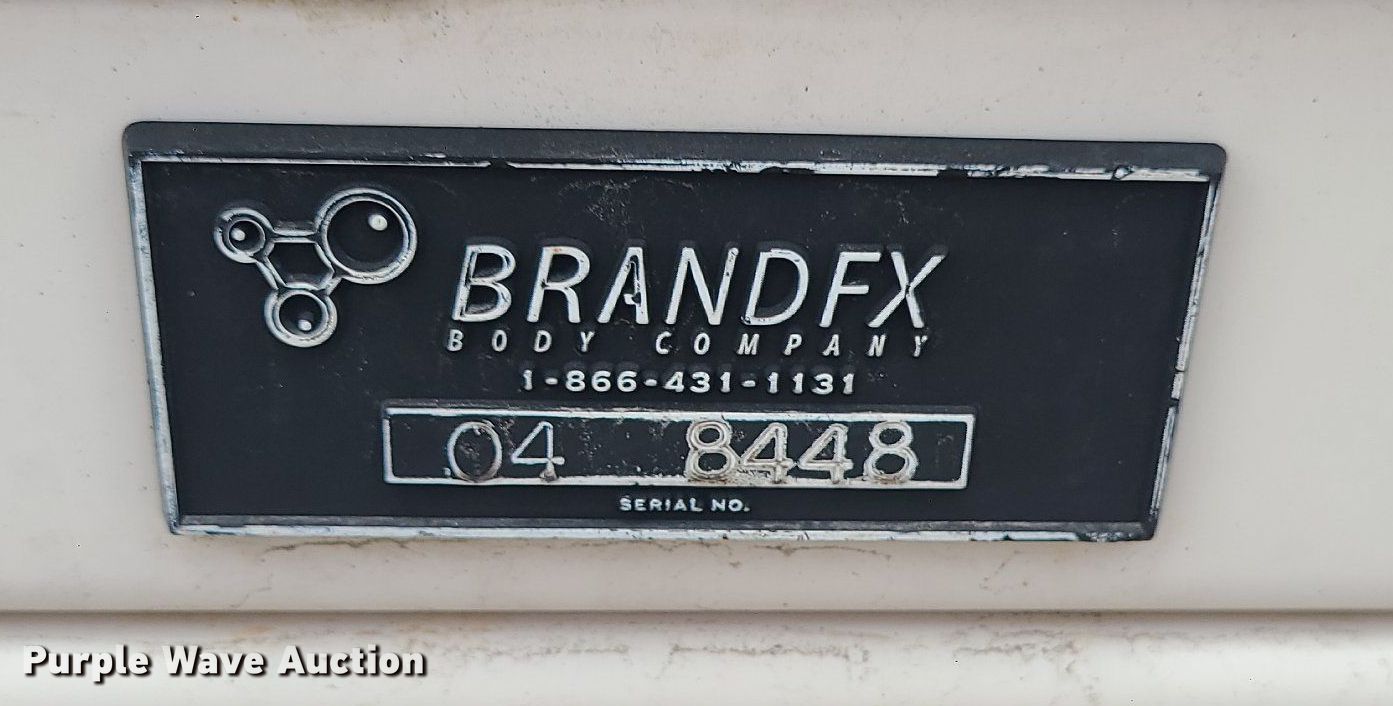 BRANDFX
BODY COMPANY
1-866-431-1131
04 8448
SERIAL NO.
Purple Wave Auction